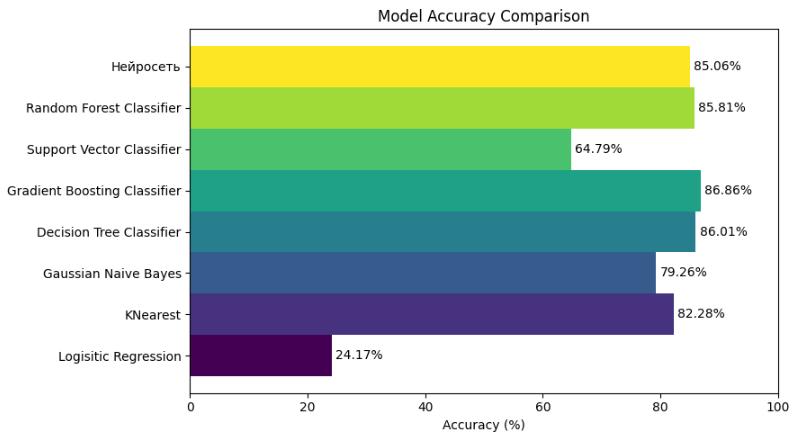 Model Accuracy Comparison
Нейросеть 85.06%
Random Forest Classifier 85.81%
Support Vector Classifier 64.79%
Gradient Boosting Classifier 86.86%
Decision Tree Classifier 86.01%
Gaussian Naive Bayes 79.26%
KNearest 82.28%
Logisitic Regression 24.17%
0 20 40 60 80 100
Accuracy (%)